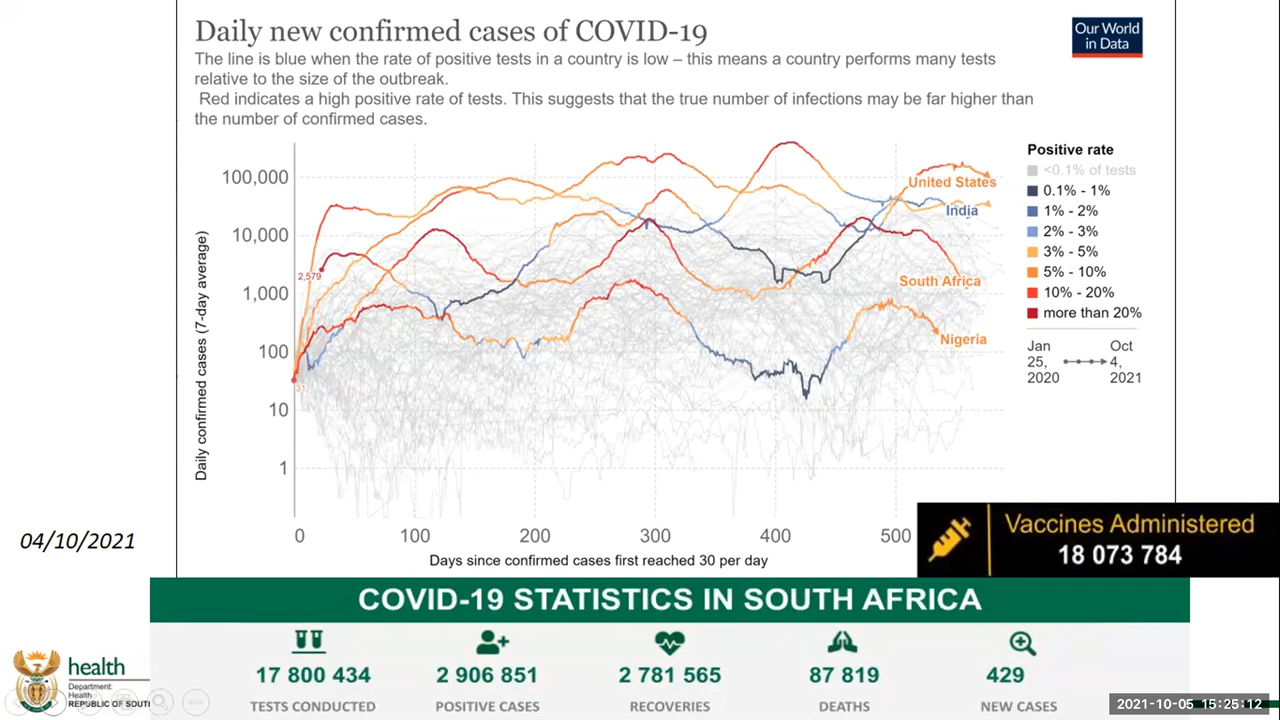 Daily new confirmed cases of COVID-19
Our World
in Data
The line is blue when the rate of positive tests in a country is low – this means a country performs many tests
relative to the size of the outbreak.
Red indicates a high positive rate of tests. This suggests that the true number of infections may be far higher than
the number of confirmed cases.
Daily confirmed cases (7-day average)
100,000
10,000
1,000
100
10
1
2,579
31
United States
India
South Africa
Nigeria
Positive rate
<0.1% of tests
0.1% - 1%
1% - 2%
2% - 3%
3% - 5%
5% - 10%
10% - 20%
more than 20%
Jan
25,
2020
Oct
4,
2021
0
100
200
300
400
500
Days since confirmed cases first reached 30 per day
04/10/2021
Vaccines Administered
18 073 784
COVID-19 STATISTICS IN SOUTH AFRICA
17 800 434
TESTS CONDUCTED
2 906 851
POSITIVE CASES
2 781 565
RECOVERIES
87 819
DEATHS
429
NEW CASES
health
Department:
Health
REPUBLIC OF SOUT
2021-10-05 15:25:12